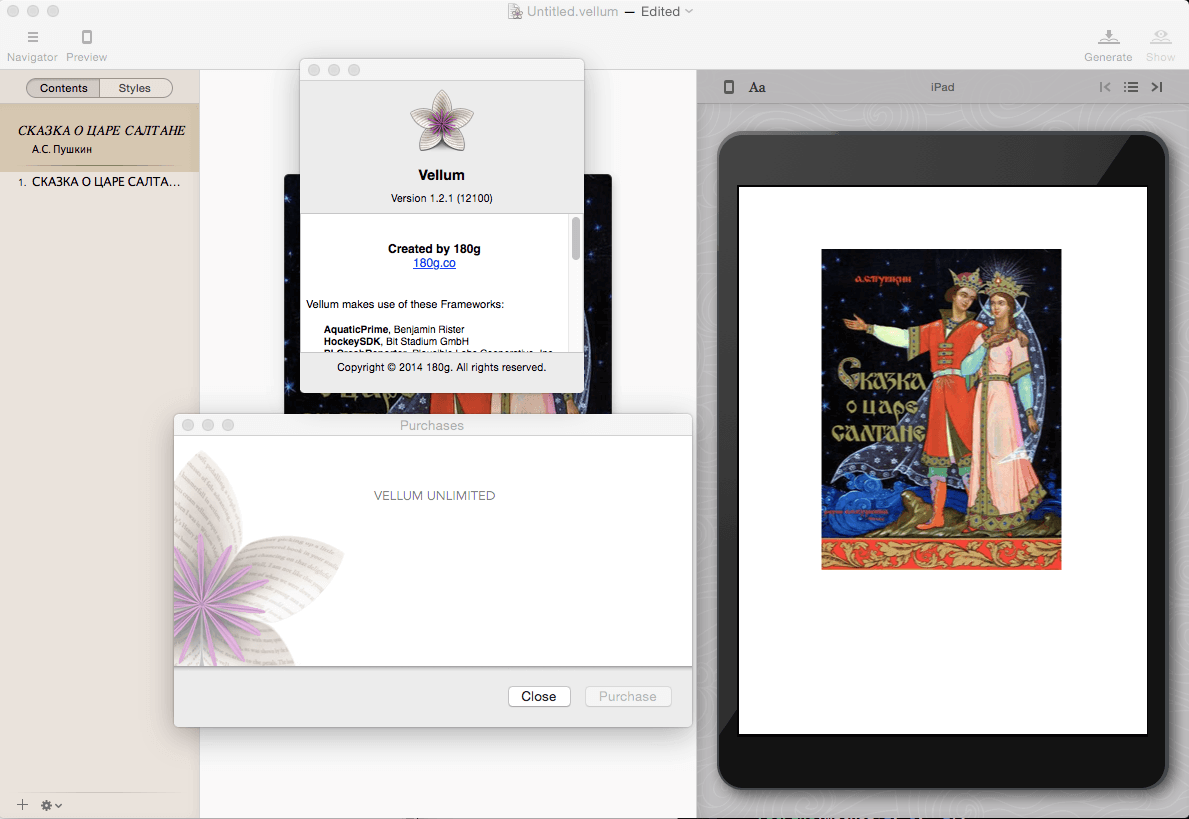 Untitled.vellum — Edited
Navigator
Preview
Generate
Show
Contents
Styles
СКАЗКА О ЦАРЕ САЛТАНЕ
А.С. Пушкин
1. СКАЗКА О ЦАРЕ САЛТА...
Vellum
Version 1.2.1 (12100)
Created by 180g
180g.co
Vellum makes use of these Frameworks:
AquaticPrime, Benjamin Rister
HockeySDK, Bit Stadium GmbH
Copyright © 2014 180g. All rights reserved.
Purchases
VELLUM UNLIMITED
Close
Purchase
Aa
iPad
А.С.ПУШКИН
СКАЗКА
О ЦАРЕ
САЛТАНЕ